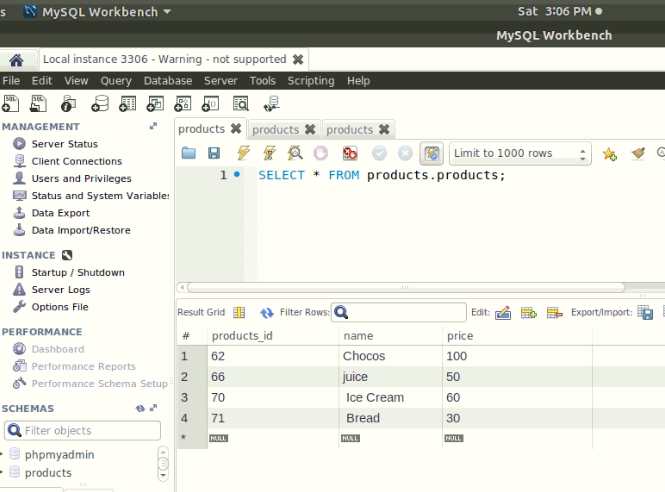 s MySQL Workbench Sat 3:06 PM
MySQL Workbench
Local instance 3306 - Warning - not supported
File Edit View Query Database Server Tools Scripting Help
MANAGEMENT
Server Status
Client Connections
Users and Privileges
Status and System Variables
Data Export
Data Import/Restore
INSTANCE
Startup / Shutdown
Server Logs
Options File
PERFORMANCE
Dashboard
Performance Reports
Performance Schema Setup
SCHEMAS
Filter objects
phpmyadmin
products
products products products
Limit to 1000 rows
1 SELECT * FROM products.products;
Result Grid Filter Rows: Edit: Export/Import:
# products_id name price
1 62 Chocos 100
2 66 juice 50
3 70 Ice Cream 60
4 71 Bread 30
* NULL NULL NULL